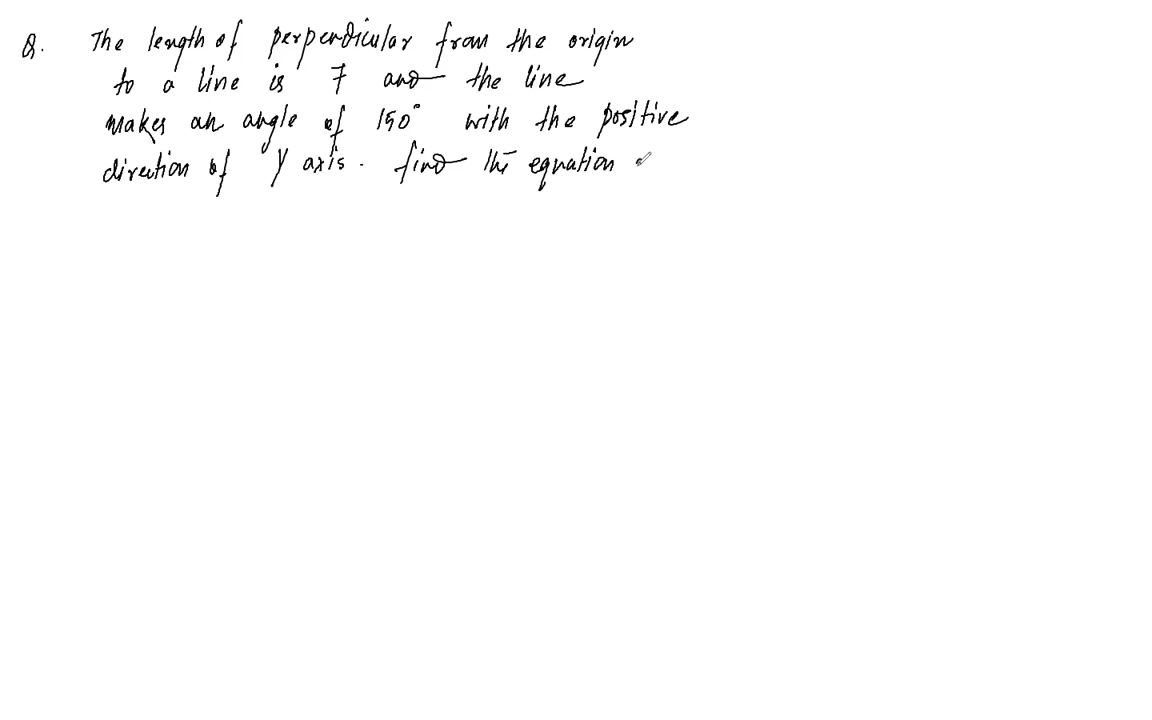 Q. The length of perpendicular from the origin
to a line is 7 and the line
makes an angle of 150° with the positive
direction of Y axis. find the equation